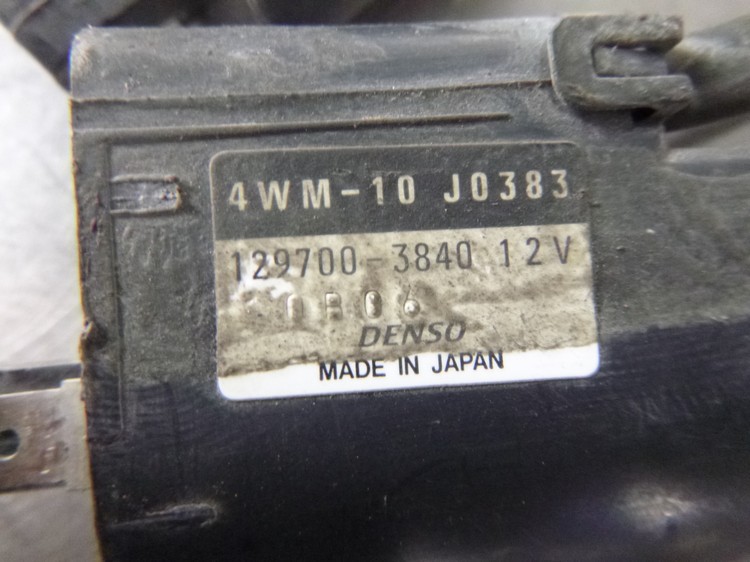 4WM-10 J0383
129700-3840 12V
DENSO
MADE IN JAPAN